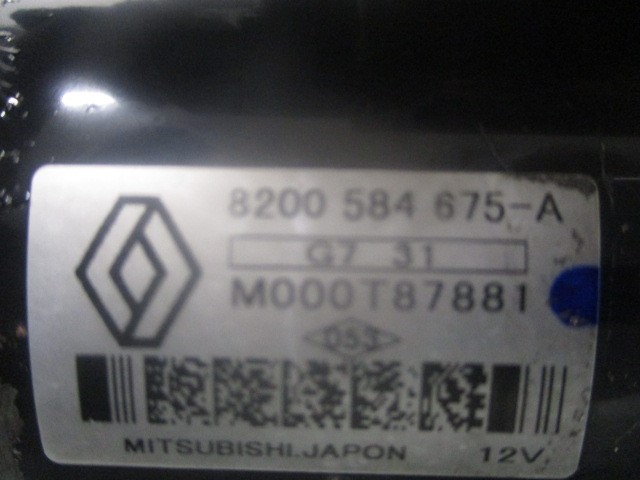 8200 584 675-A
G7 31
M000T87881
053
MITSUBISHI.JAPON 12V